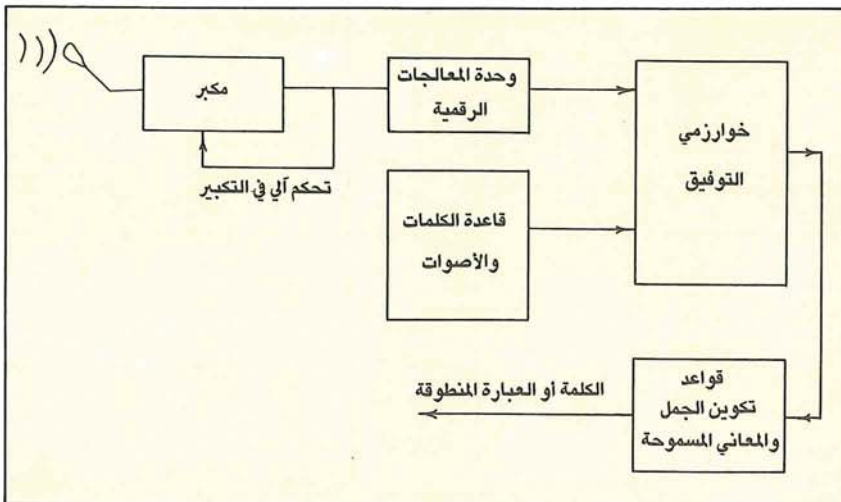 مكبر
وحدة المعالجات
الرقمية
خوارزمي
التوفيق
تحكم آلي في التكبير
قاعدة الكلمات
والأصوات
قواعد
تكوين الجمل
والمعاني المسموحة
الكلمة أو العبارة المنطوقة